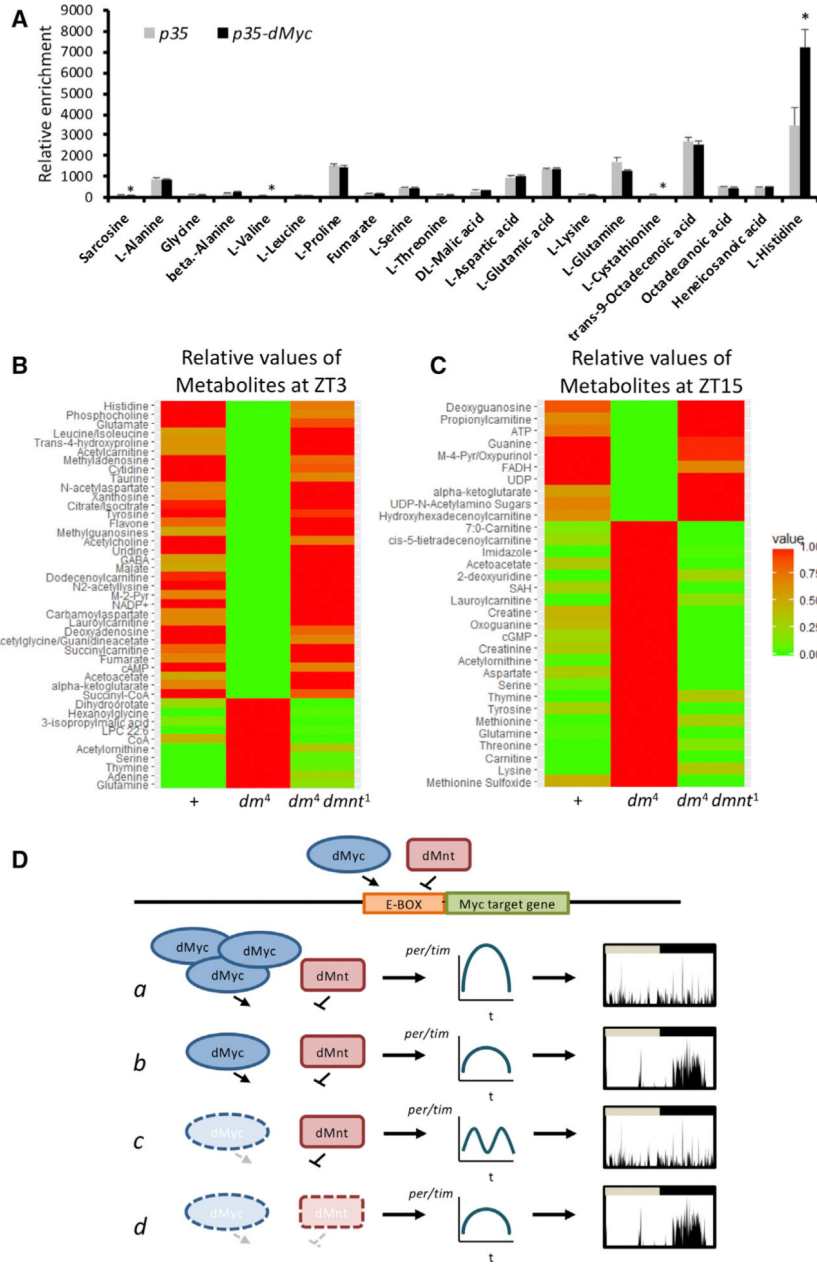 A
Relative enrichment
9000
8000
7000
6000
5000
4000
3000
2000
1000
0
p35
p35-dMyc
*
*
*
*
Sarcosine
L-Alanine
Glycine
beta.-Alanine
L-Valine
L-Leucine
L-Proline
Fumarate
L-Serine
L-Threonine
DL-Malic acid
L-Aspartic acid
L-Glutamic acid
L-Lysine
L-Glutamine
L-Cystathionine
trans-9-Octadecenoic acid
Octadecanoic acid
Heneicosanoic acid
L-Histidine
B
Relative values of
Metabolites at ZT3
Histidine
Phosphocholine
Glutamate
Leucine/Isoleucine
Trans-4-hydroxyproline
Acetylcarnitine
Methyladenosine
Cytidine
Taurine
N-acetylaspartate
Xanthosine
Citrate/Isocitrate
Tyrosine
Flavone
Methylguanosines
Acetylcholine
Uridine
GABA
Malate
Dodecenoylcarnitine
N2-acetyllysine
M-2-Pyr
NADP+
Carbamoylaspartate
Lauroylcarnitine
Deoxyadenosine
Acetylglycine/Guanidineacetate
Succinylcarnitine
Fumarate
cAMP
Acetoacetate
alpha-ketoglutarate
Succinyl-CoA
Dihydroorotate
Hexanoylglycine
3-isopropylmalic acid
LPC 22:6
CoA
Acetylornithine
Serine
Thymine
Adenine
Glutamine
+
dm⁴
dm⁴ dmnt¹
C
Relative values of
Metabolites at ZT15
Deoxyguanosine
Propionylcarnitine
ATP
Guanine
M-4-Pyr/Oxypurinol
FADH
UDP
alpha-ketoglutarate
UDP-N-Acetylamino Sugars
Hydroxyhexadecenoylcarnitine
7:0-Carnitine
cis-5-tietradecenoylcarnitine
Imidazole
Acetoacetate
2-deoxyuridine
SAH
Lauroylcarnitine
Creatine
Oxoguanine
cGMP
Creatinine
Acetylornithine
Aspartate
Serine
Thymine
Tyrosine
Methionine
Glutamine
Threonine
Carnitine
Lysine
Methionine Sulfoxide
+
dm⁴
dm⁴ dmnt¹
value
1.00
0.75
0.50
0.25
0.00
D
dMyc
dMnt
E-BOX
Myc target gene
a
dMyc
dMyc
dMyc
dMnt
per/tim
t
b
dMyc
dMnt
per/tim
t
c
dMyc
dMnt
per/tim
t
d
dMyc
dMnt
per/tim
t